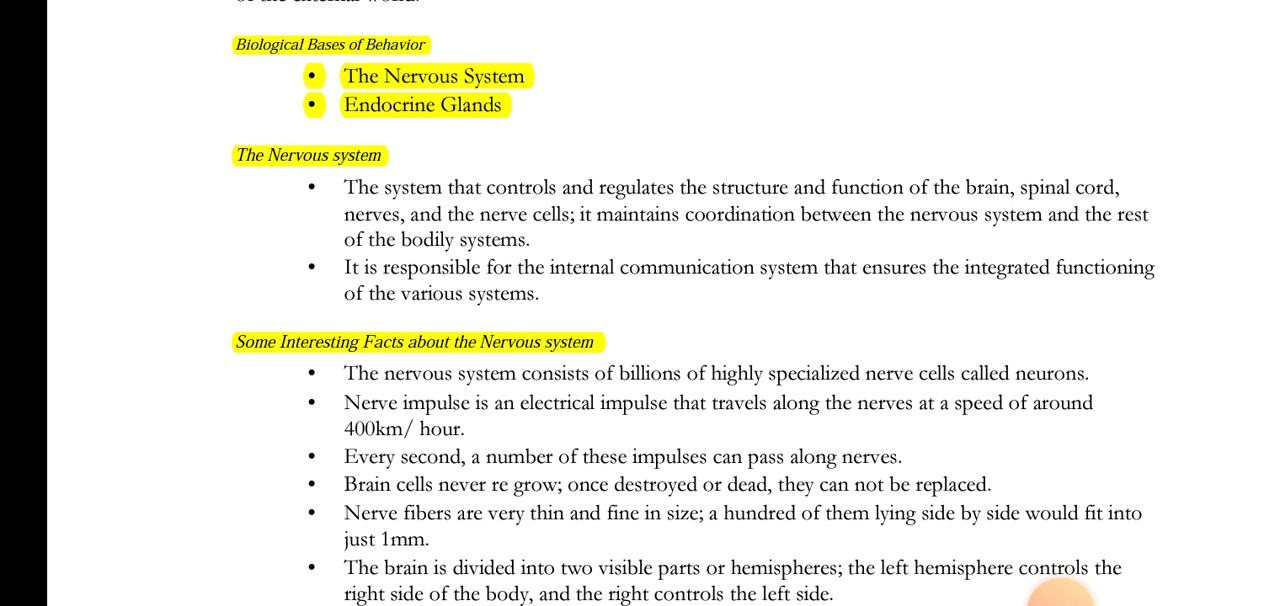 of the external world.
Biological Bases of Behavior
• The Nervous System
• Endocrine Glands
The Nervous system
• The system that controls and regulates the structure and function of the brain, spinal cord,
nerves, and the nerve cells; it maintains coordination between the nervous system and the rest
of the bodily systems.
• It is responsible for the internal communication system that ensures the integrated functioning
of the various systems.
Some Interesting Facts about the Nervous system
• The nervous system consists of billions of highly specialized nerve cells called neurons.
• Nerve impulse is an electrical impulse that travels along the nerves at a speed of around
400km/ hour.
• Every second, a number of these impulses can pass along nerves.
• Brain cells never re grow; once destroyed or dead, they can not be replaced.
• Nerve fibers are very thin and fine in size; a hundred of them lying side by side would fit into
just 1mm.
• The brain is divided into two visible parts or hemispheres; the left hemisphere controls the
right side of the body, and the right controls the left side.